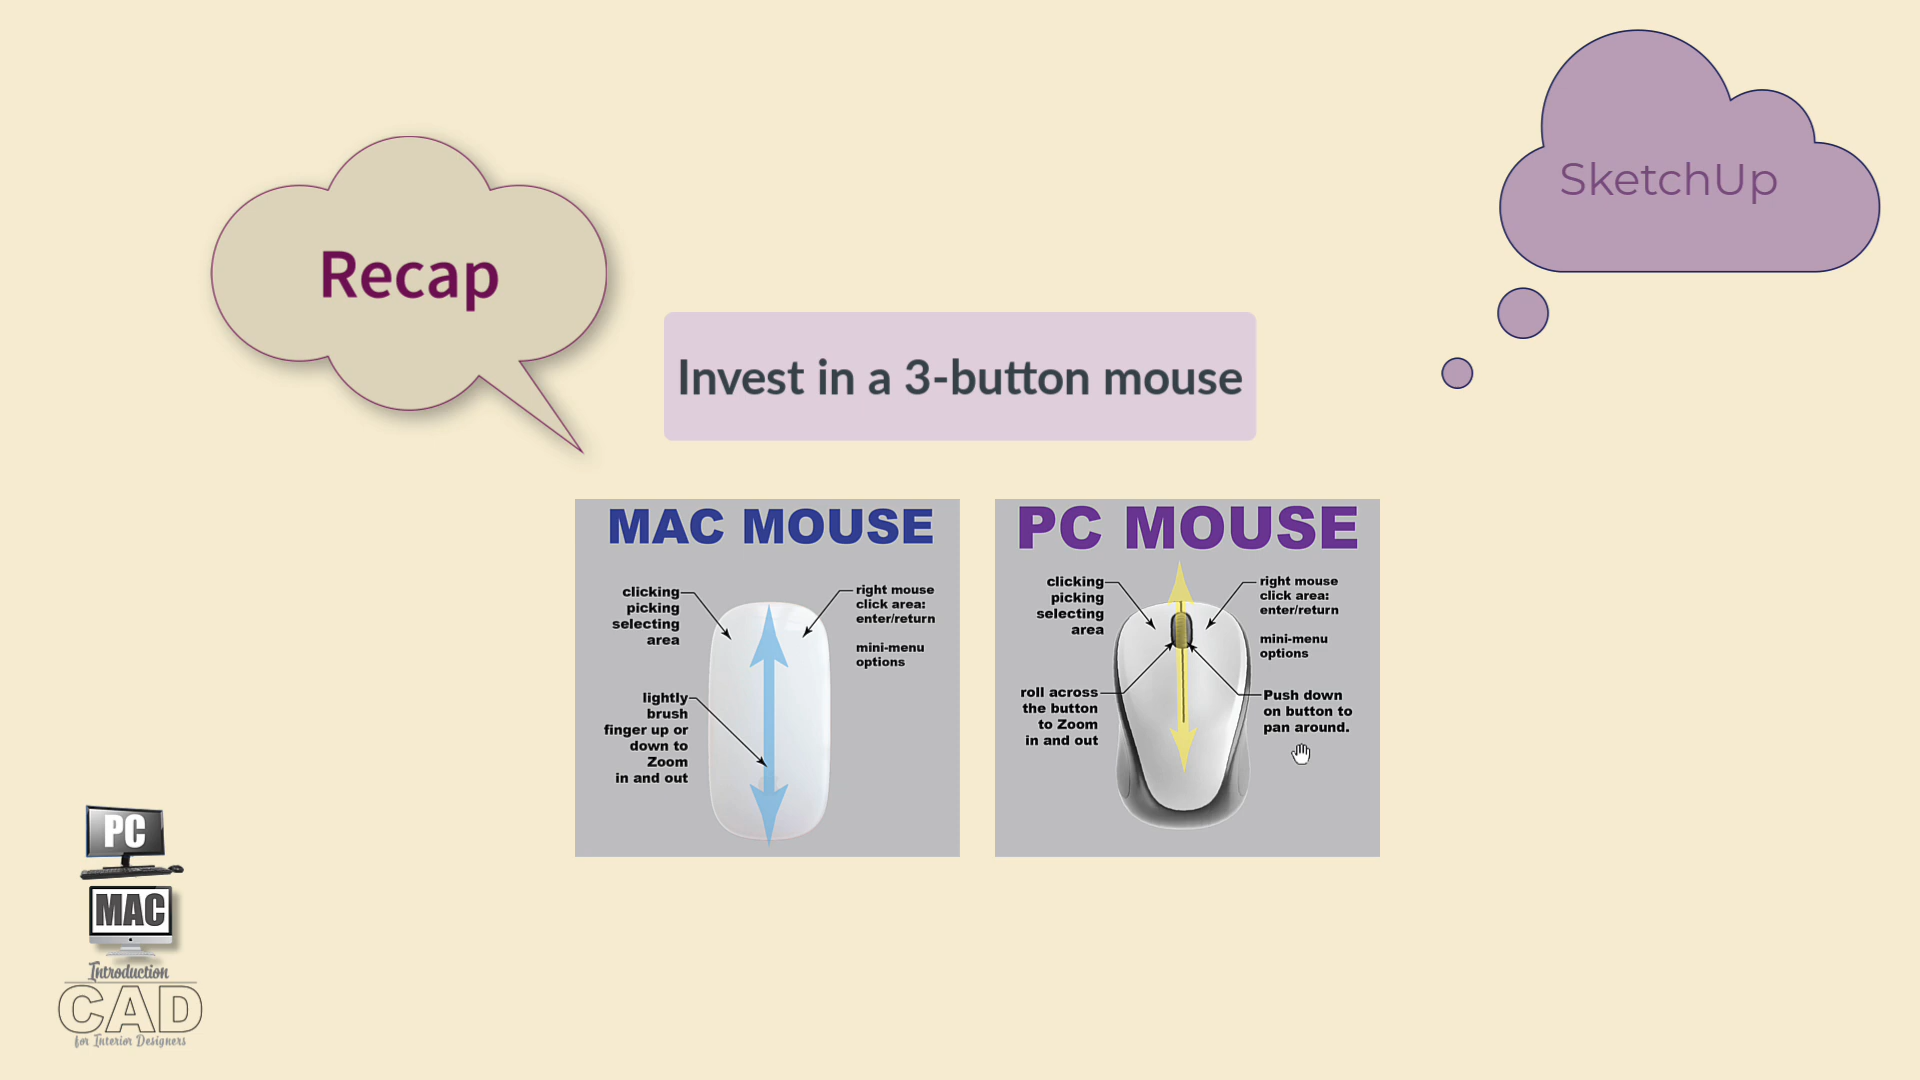 SketchUp
Recap
Invest in a 3-button mouse
MAC MOUSE
clicking
picking
selecting
area
right mouse
click area:
enter/return
mini-menu
options
lightly
brush
finger up or
down to
Zoom
in and out
PC MOUSE
clicking
picking
selecting
area
right mouse
click area:
enter/return
mini-menu
options
roll across
the button
to Zoom
in and out
Push down
on button to
pan around.
PC
MAC
Introduction
CAD
for Interior Designers